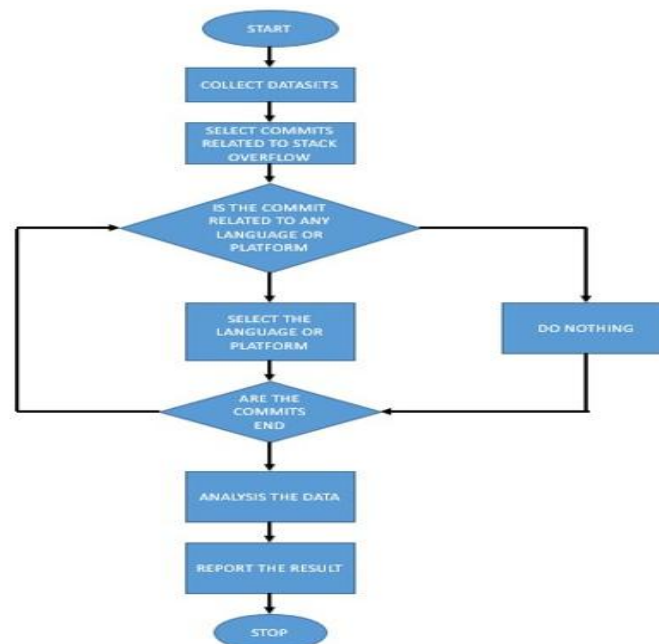 START
COLLECT DATASETS
SELECT COMMITS
RELATED TO STACK
OVERFLOW
IS THE COMMIT
RELATED TO ANY
LANGUAGE OR
PLATFORM
SELECT THE
LANGUAGE OR
PLATFORM
DO NOTHING
ARE THE
COMMITS
END
ANALYSIS THE DATA
REPORT THE RESULT
STOP